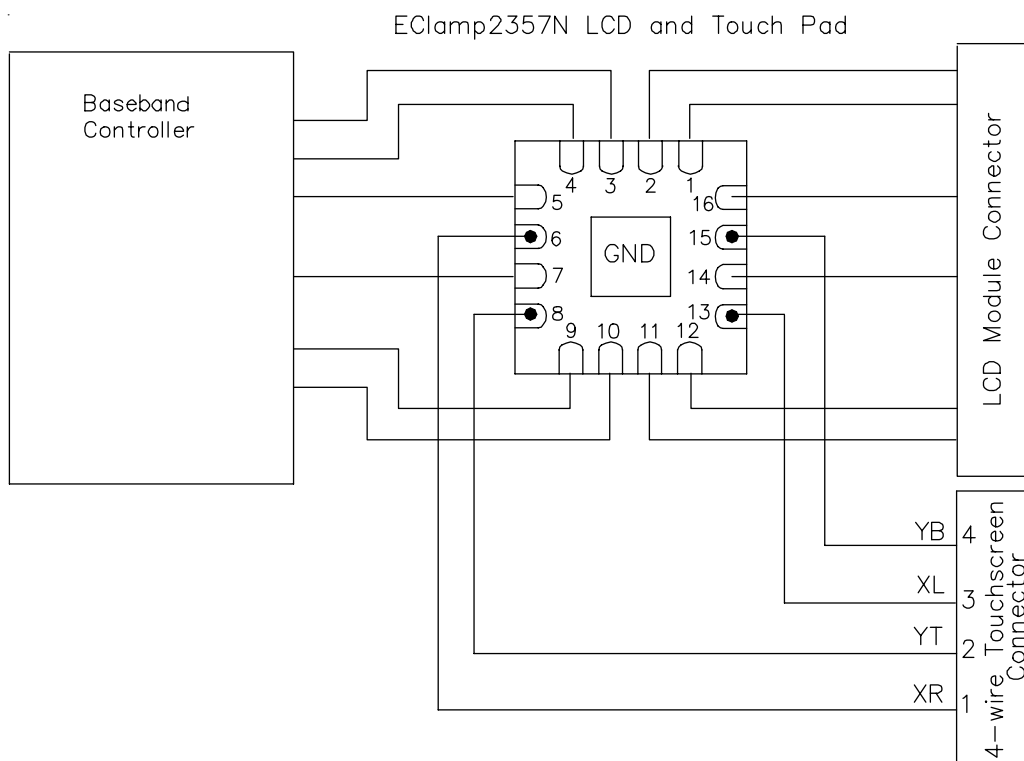 EClamp2357N LCD and Touch Pad
Baseband
Controller
4
3
2
1
5
16
6
GND
15
7
14
8
13
9
10
11
12
LCD Module Connector
YB
4
XL
3
YT
2
XR
1
4-wire Touchscreen
Connector